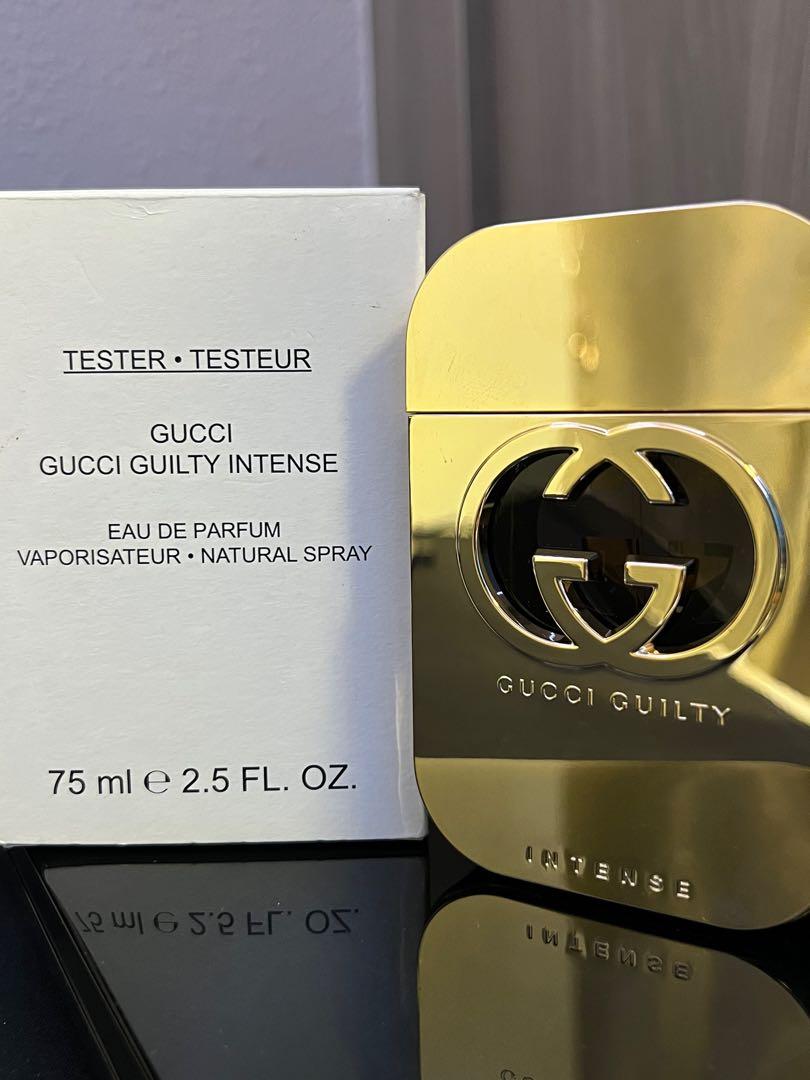 TESTER • TESTEUR
GUCCI
GUCCI GUILTY INTENSE
EAU DE PARFUM
VAPORISATEUR • NATURAL SPRAY
75 ml ℮ 2.5 FL. OZ.
GUCCI GUILTY
INTENSE